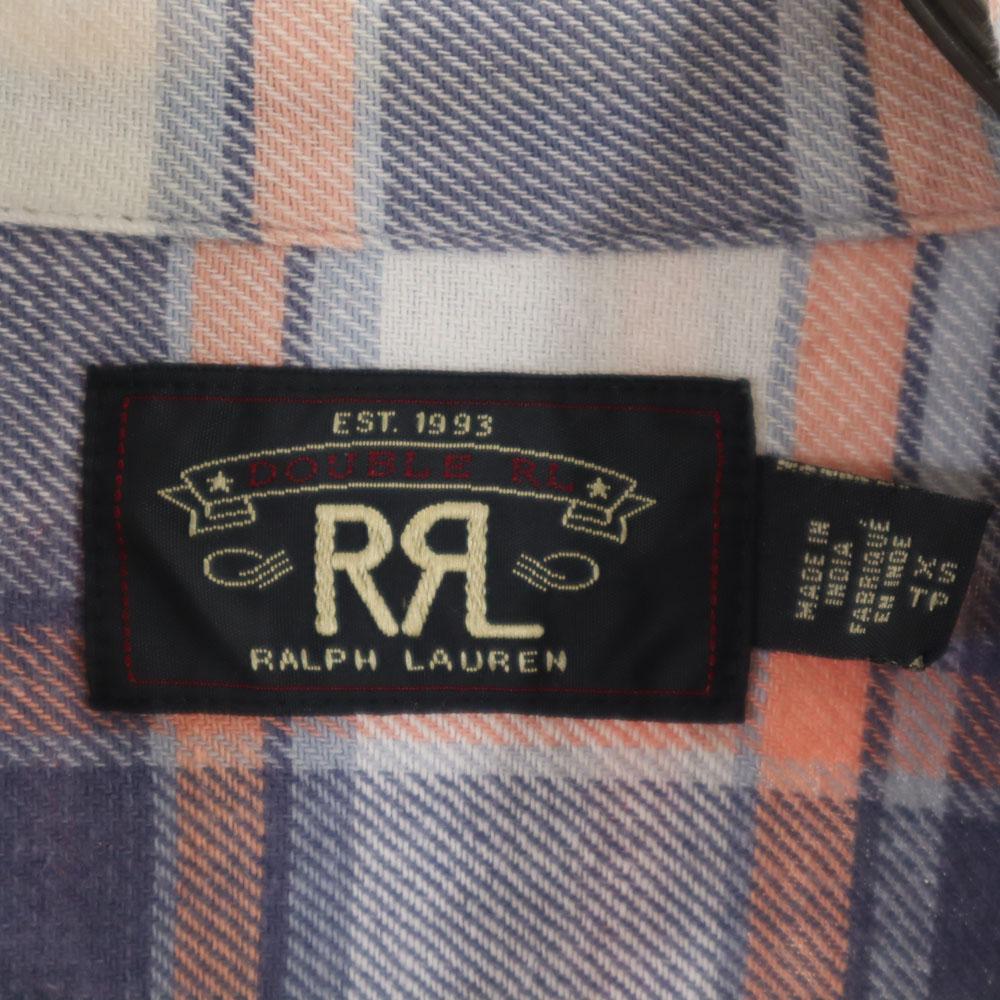 EST. 1993
DOUBLE RL
RRL
RALPH LAUREN
MADE IN
INDIA
FABRIQUÉ
EN INDE
XS
TP